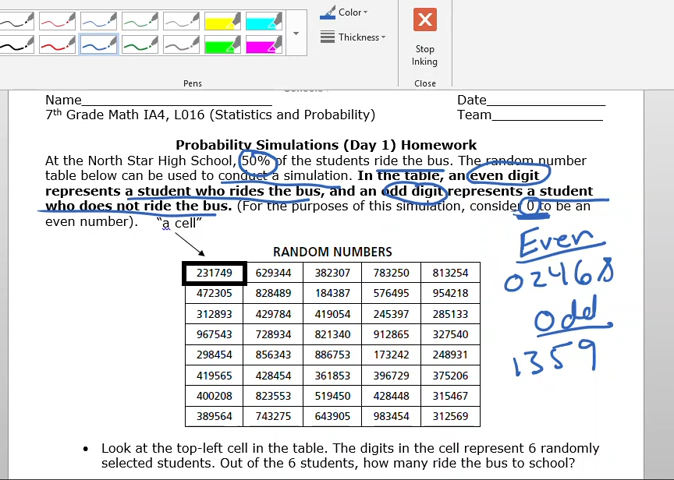 Color
Thickness
Stop
Inking
Pens
Close
Name Date
7th Grade Math IA4, L016 (Statistics and Probability) Team
Probability Simulations (Day 1) Homework
At the North Star High School, 50% of the students ride the bus. The random number
table below can be used to conduct a simulation. In the table, an even digit
represents a student who rides the bus, and an odd digit represents a student
who does not ride the bus. (For the purposes of this simulation, consider 0 to be an
even number).
"a cell"
RANDOM NUMBERS
231749 629344 382307 783250 813254
472305 828489 184387 576495 954218
312893 429784 419054 245397 285133
967543 728934 821340 912865 327540
298454 856343 886753 173242 248931
419565 428454 361853 396729 375206
400208 823553 519450 428448 315467
389564 743275 643905 983454 312569
Even
02468
Odd
1359
• Look at the top-left cell in the table. The digits in the cell represent 6 randomly
selected students. Out of the 6 students, how many ride the bus to school?